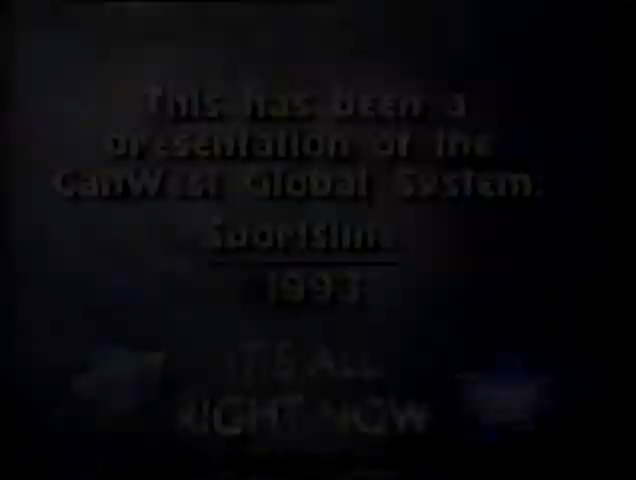 This has been a
presentation of the
CanWest Global System.
Sportsline
1993
IT'S ALL
RIGHT NOW